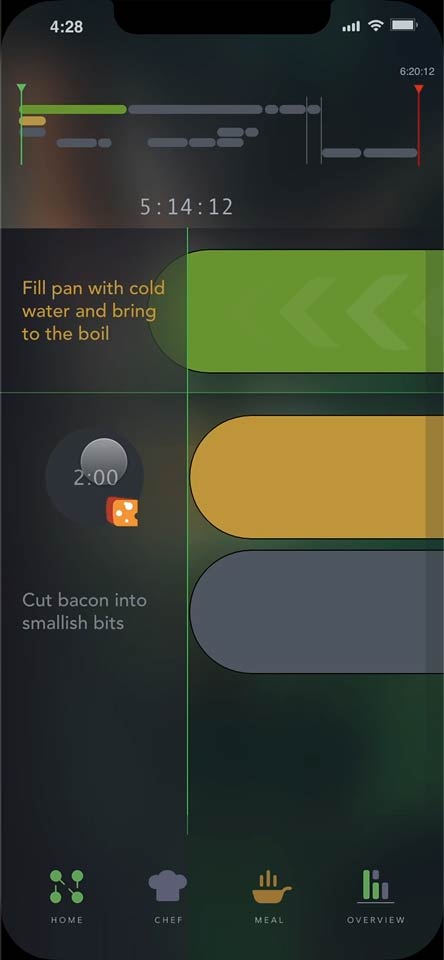 4:28
6:20:12
5:14:12
Fill pan with cold
water and bring
to the boil
2:00
Cut bacon into
smallish bits
HOME CHEF MEAL OVERVIEW